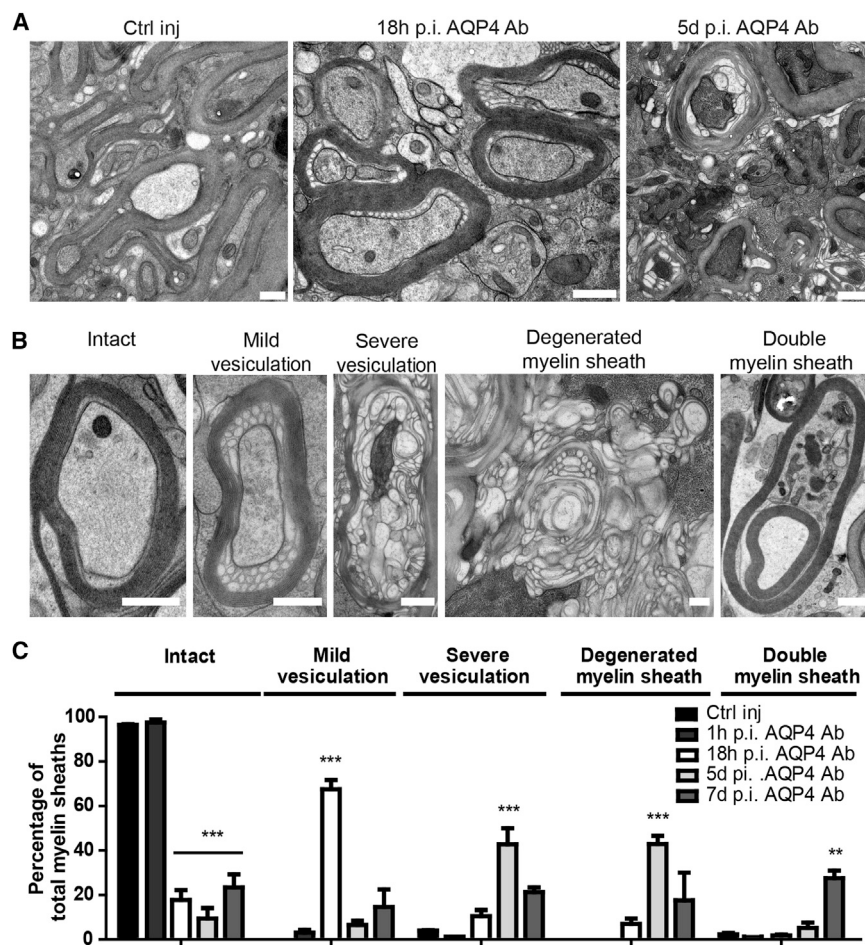 A
Ctrl inj
18h p.i. AQP4 Ab
5d p.i. AQP4 Ab
B
Intact
Mild
vesiculation
Severe
vesiculation
Degenerated
myelin sheath
Double
myelin sheath
C
Intact
Mild
vesiculation
Severe
vesiculation
Degenerated
myelin sheath
Double
myelin sheath
Percentage of
total myelin sheaths
100
80
60
40
20
0
***
***
***
***
**
Ctrl inj
1h p.i. AQP4 Ab
18h p.i. AQP4 Ab
5d pi. .AQP4 Ab
7d p.i. AQP4 Ab